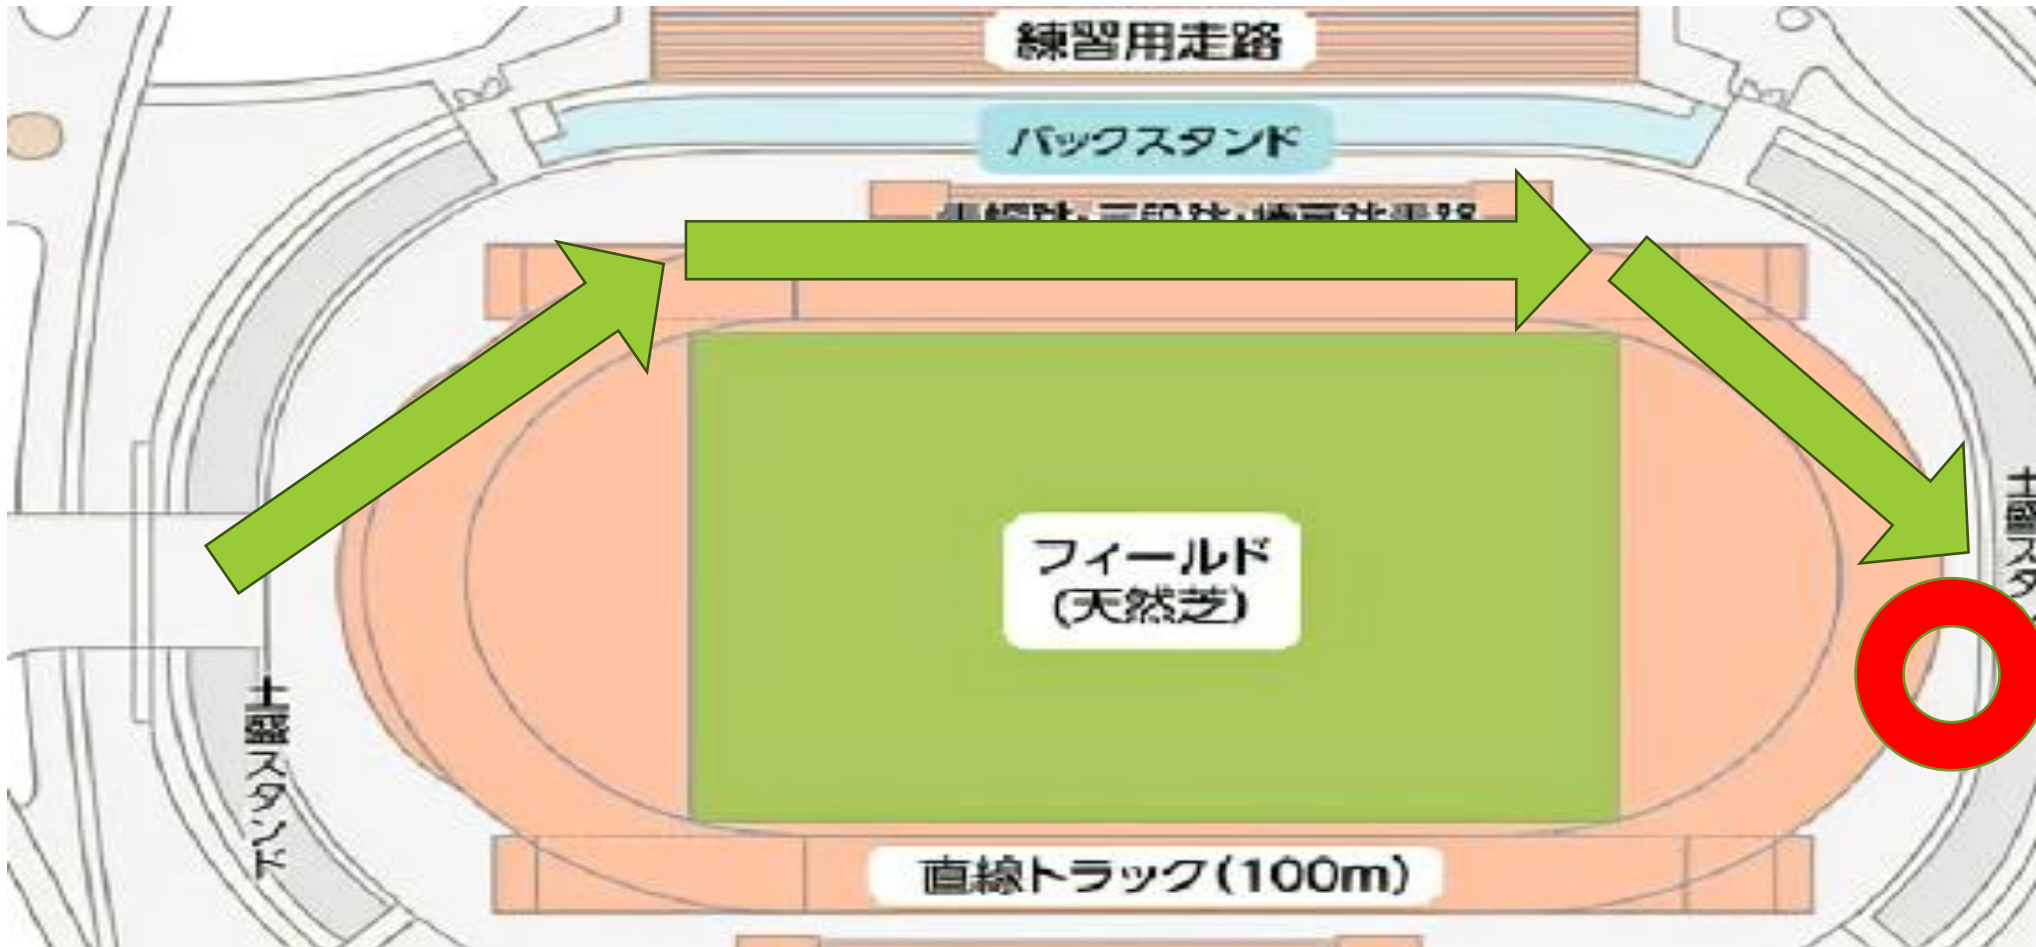 練習用走路
バックスタンド
フィールド
(天然芝)
土盛スタンド
直線トラック(100m)